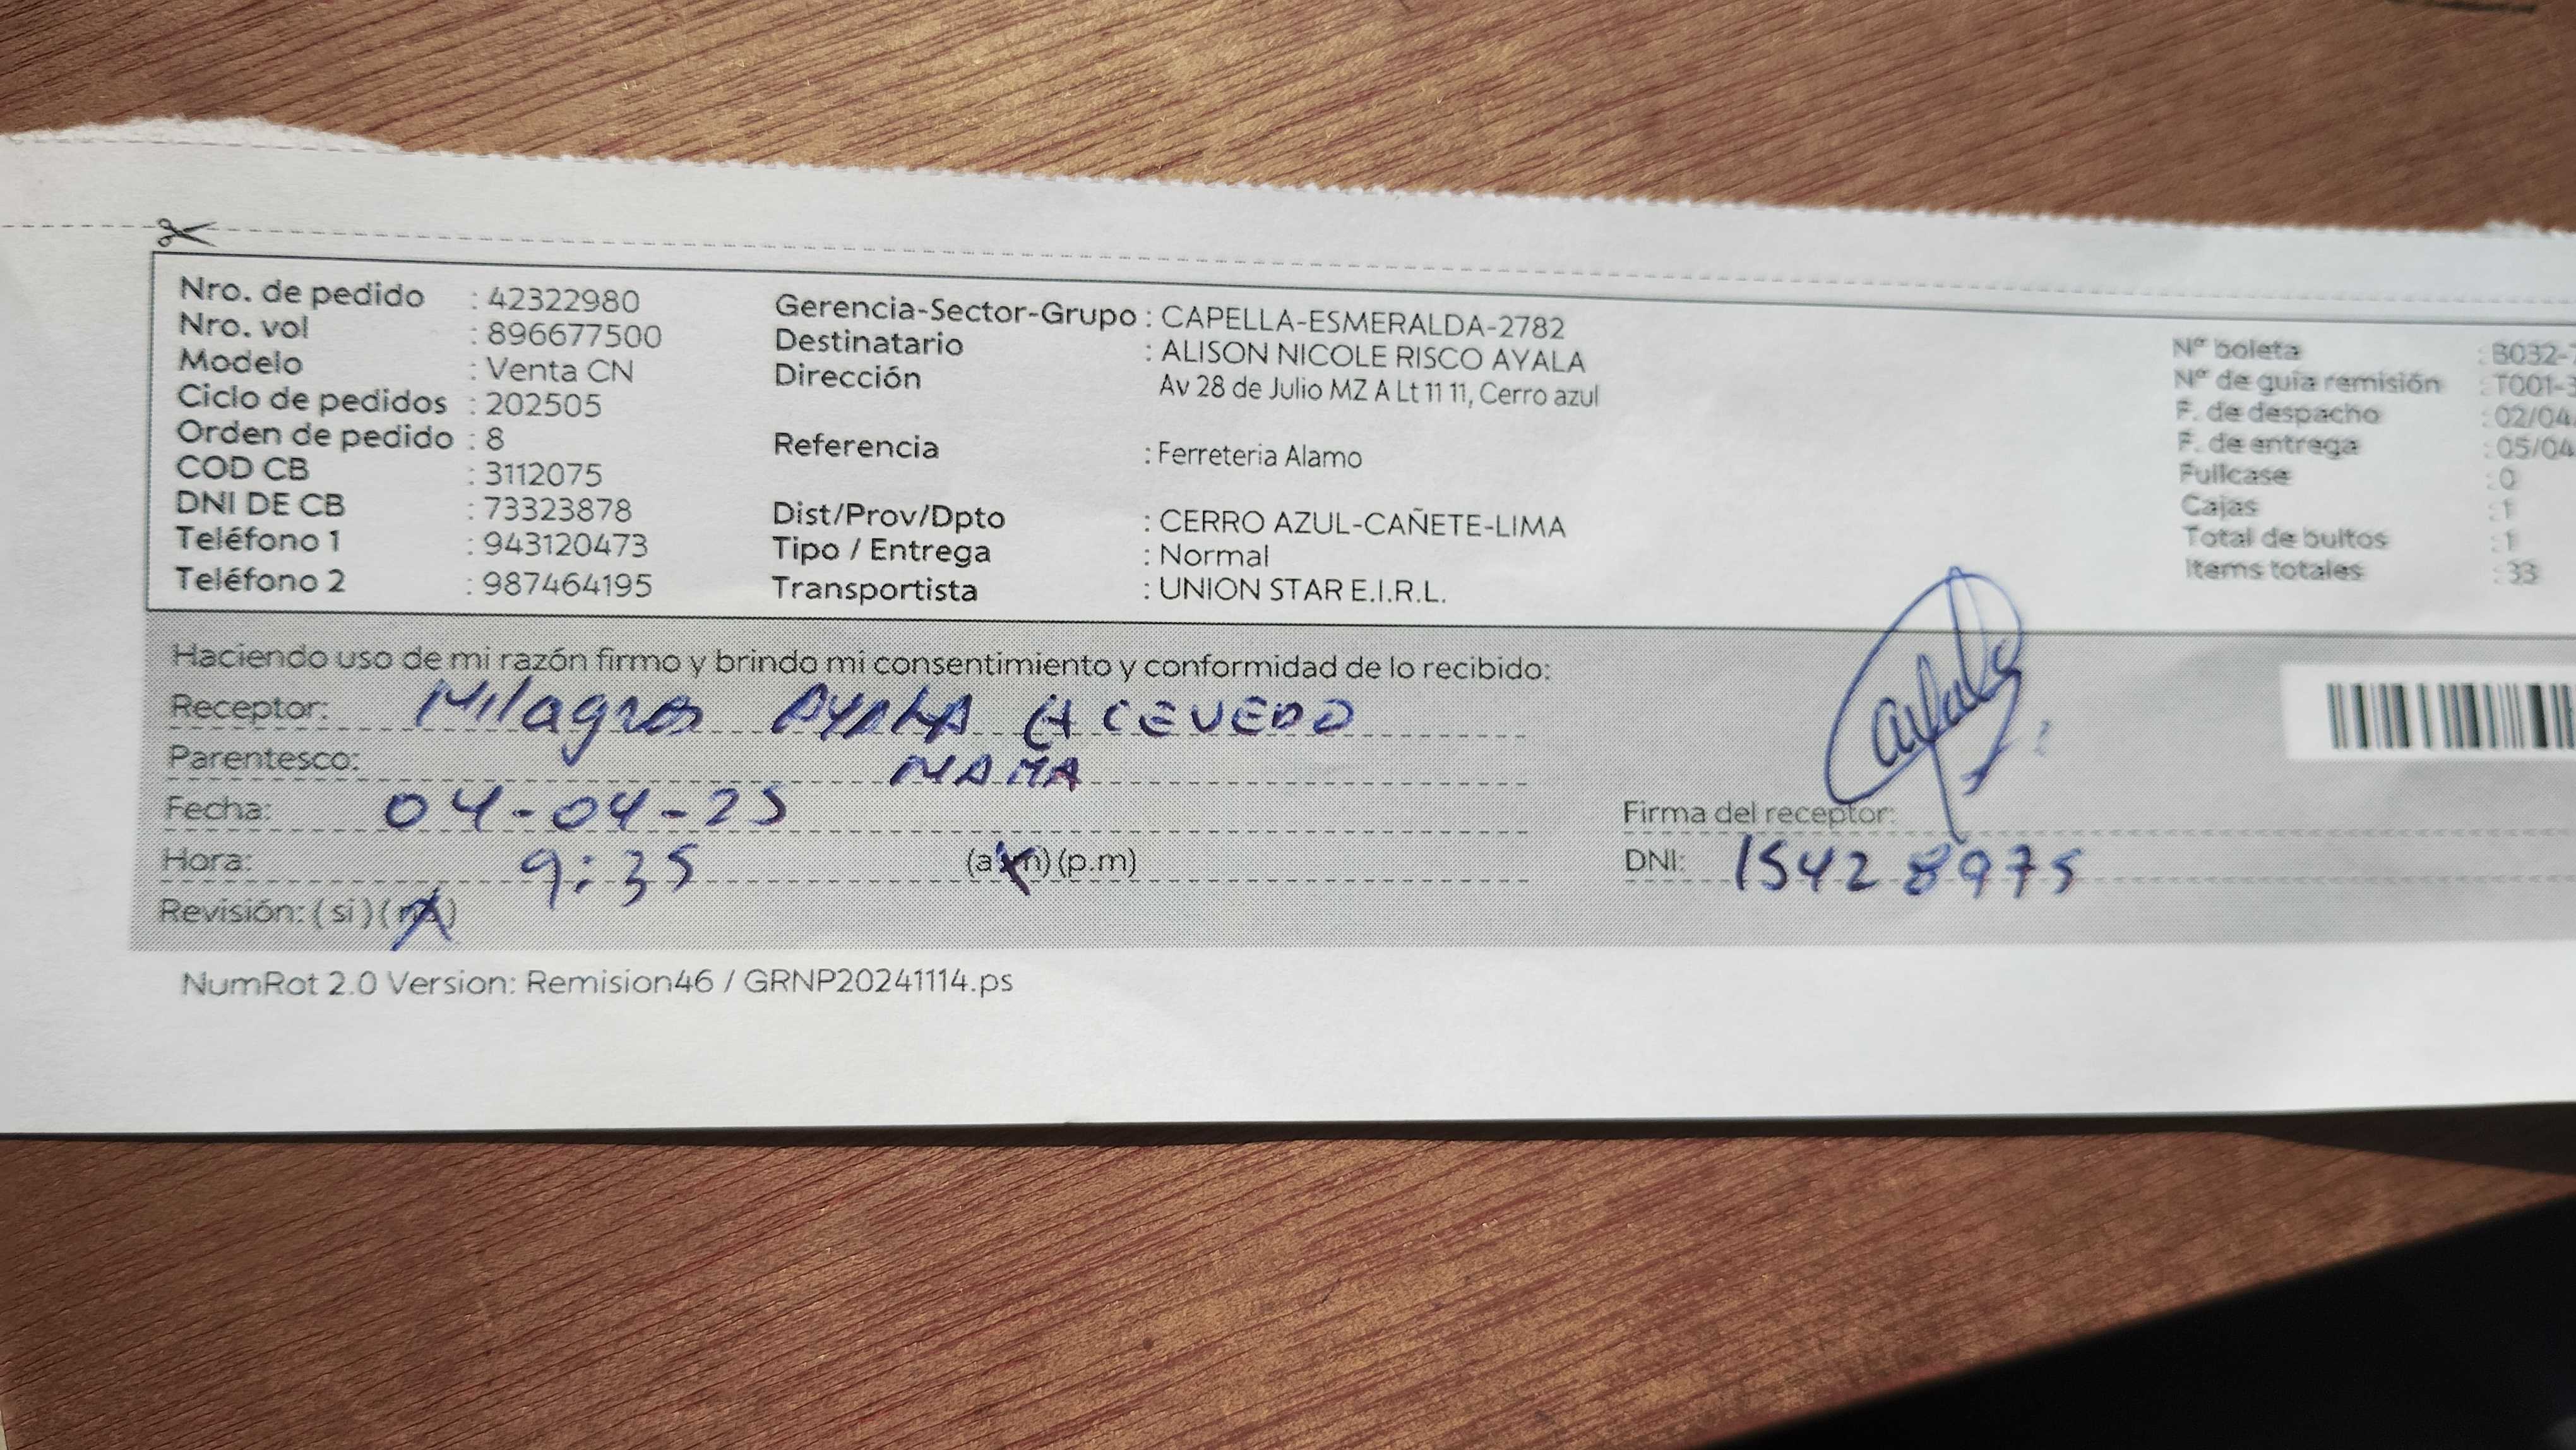 Nro. de pedido : 42322980
Nro. vol : 896677500
Modelo : Venta CN
Ciclo de pedidos : 202505
Orden de pedido : 8
COD CB : 3112075
DNI DE CB : 73323878
Teléfono 1 : 943120473
Teléfono 2 : 987464195
Gerencia-Sector-Grupo : CAPELLA-ESMERALDA-2782
Destinatario : ALISON NICOLE RISCO AYALA
Dirección Av 28 de Julio MZ A Lt 11 11, Cerro azul
Referencia : Ferreteria Alamo
Dist/Prov/Dpto : CERRO AZUL-CAÑETE-LIMA
Tipo / Entrega : Normal
Transportista : UNION STAR E.I.R.L.
Nº boleta : B032-
Nº de guia remisión : T001-
F. de despacho : 02/04
F. de entrega : 05/04
Fullcase : 0
Cajas : 1
Total de bultos : 1
Items totales : 33
Haciendo uso de mi razón firmo y brindo mi consentimiento y conformidad de lo recibido:
Receptor: Milagros AYALA ACEVEDO
Parentesco: MAMA
Fecha: 04-04-25
Hora: 9:35 (a.m) (p.m)
Revisión: ( si ) ( no )
Ayala
Firma del receptor:
DNI: 15428975
NumRot 2.0 Version: Remision46 / GRNP20241114.ps